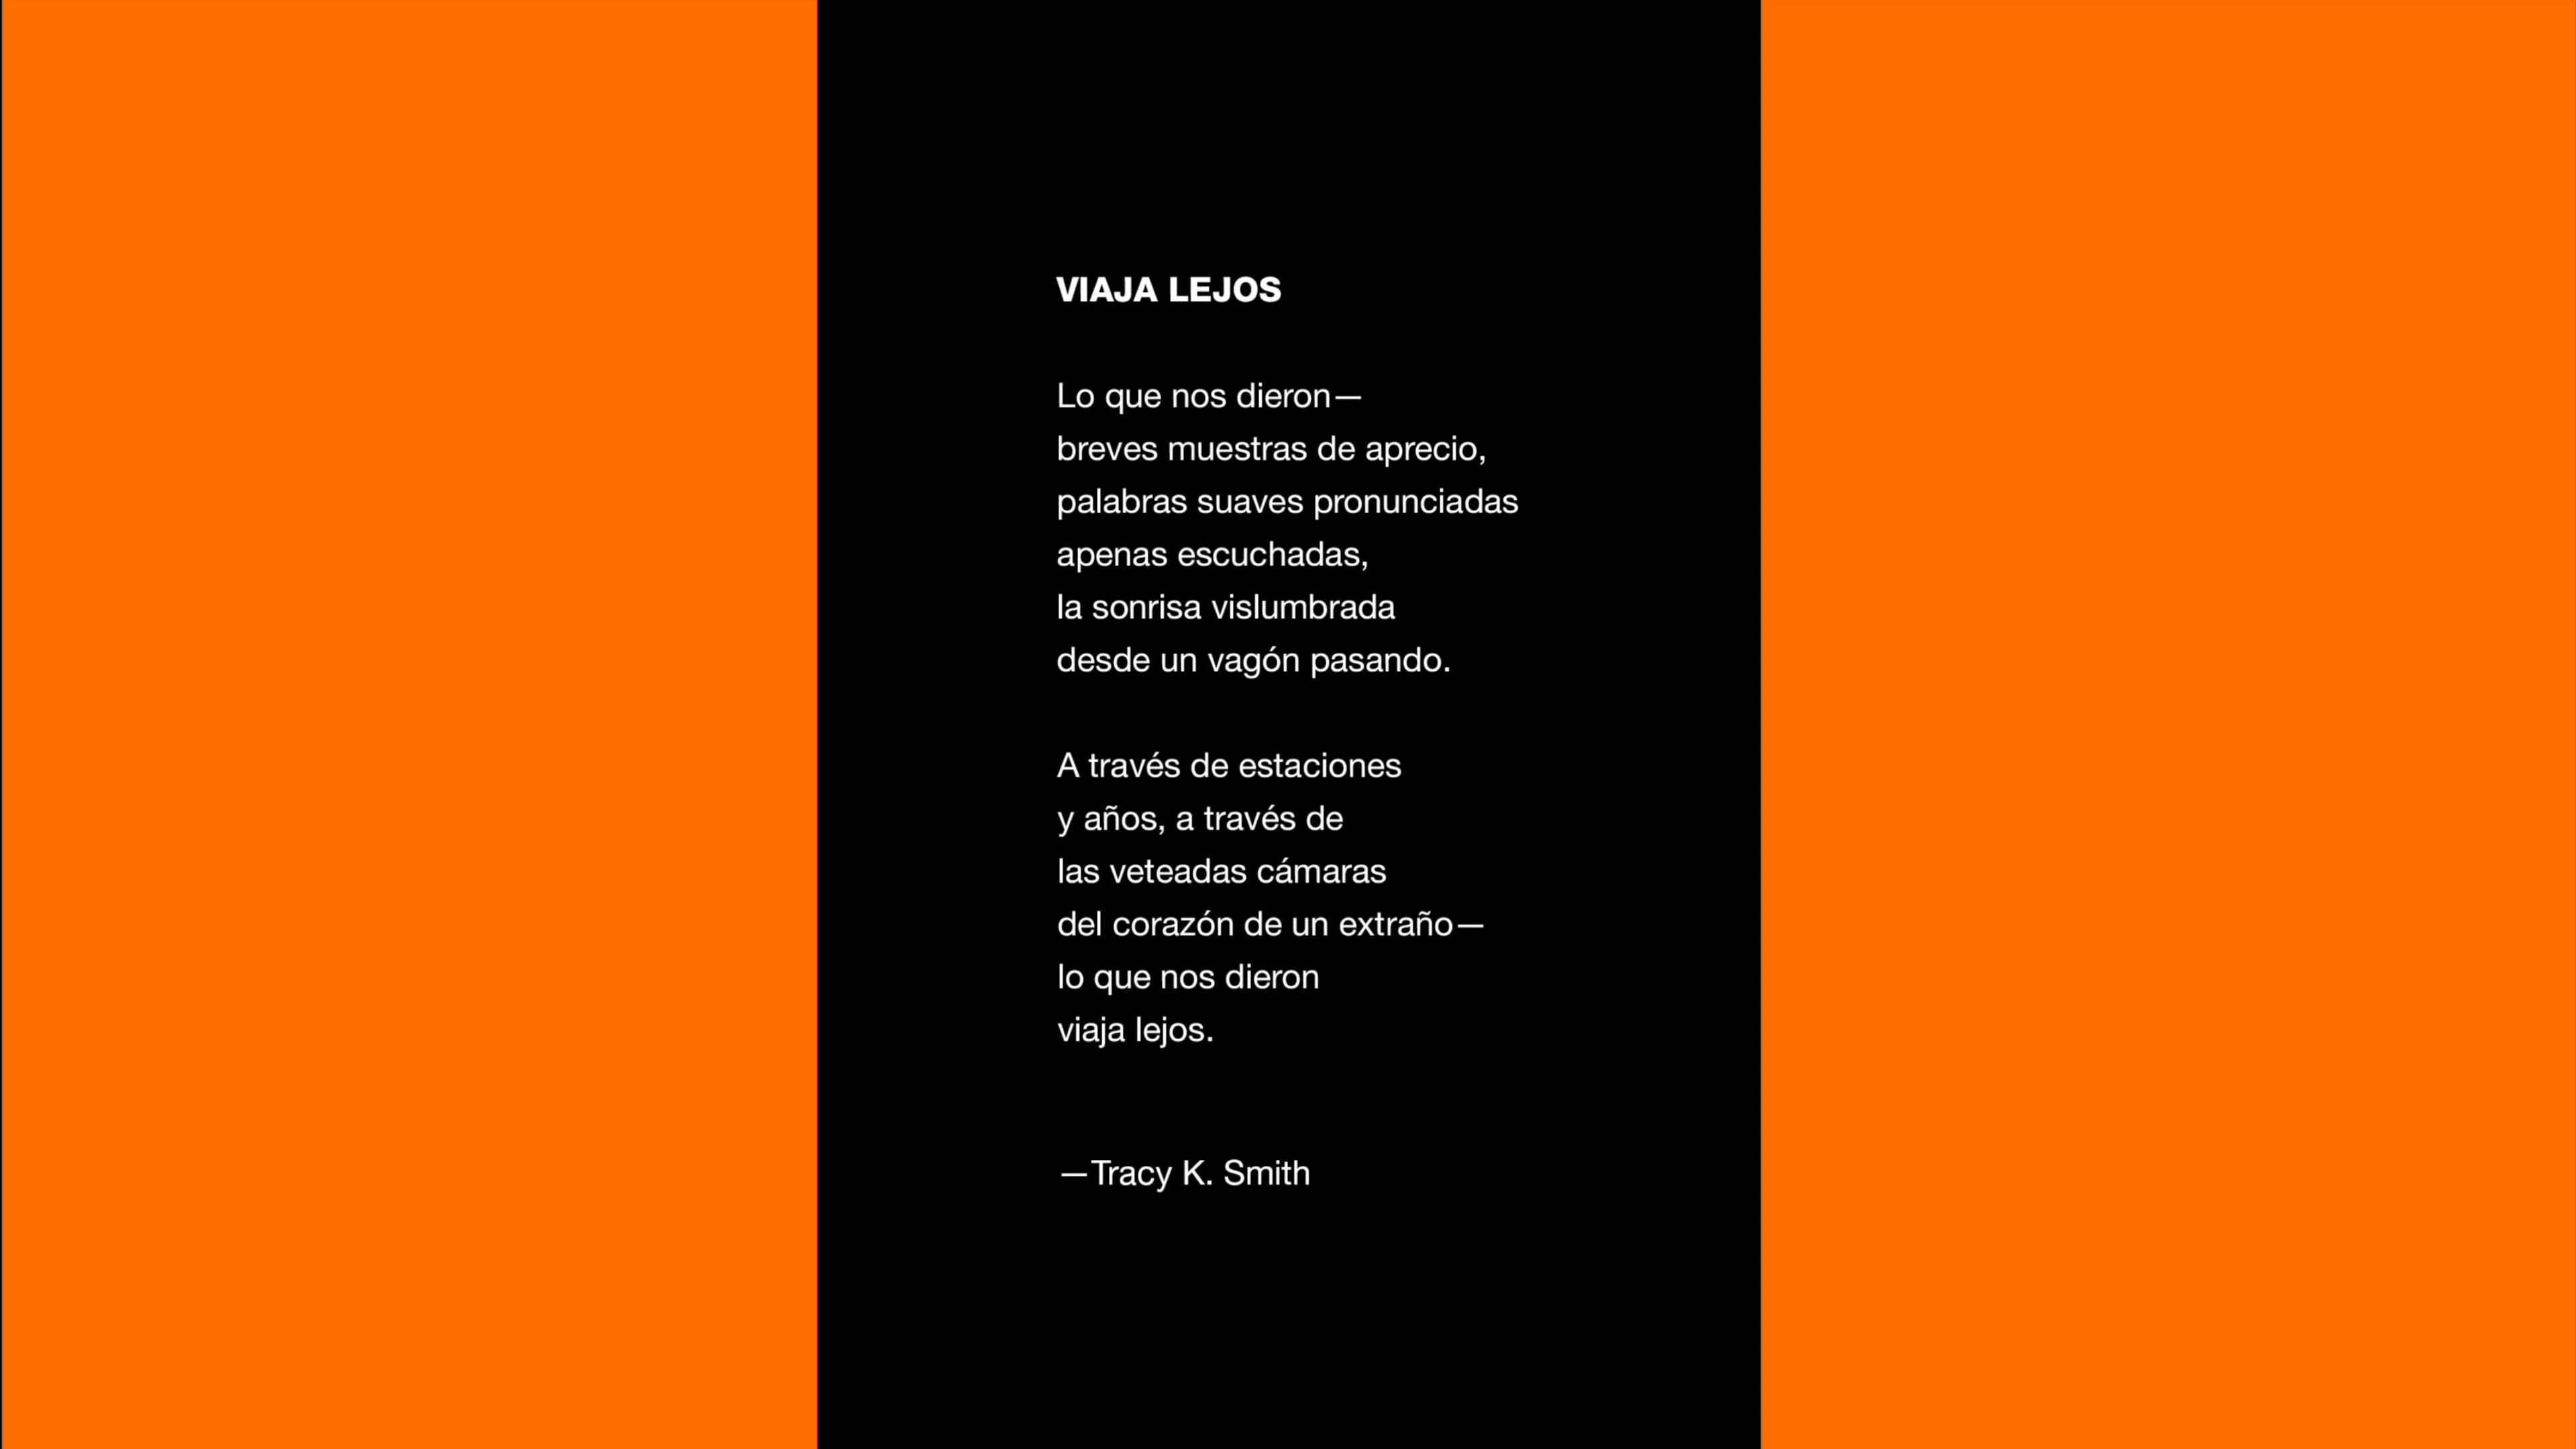 VIAJA LEJOS
Lo que nos dieron—
breves muestras de aprecio,
palabras suaves pronunciadas
apenas escuchadas,
la sonrisa vislumbrada
desde un vagón pasando.
A través de estaciones
y años, a través de
las veteadas cámaras
del corazón de un extraño—
lo que nos dieron
viaja lejos.
—Tracy K. Smith